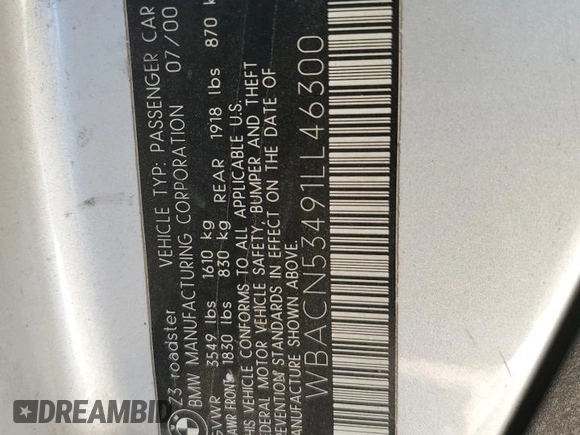 Z3 roadster VEHICLE TYP: PASSENGER CAR
BMW MANUFACTURING CORPORATION 07/00
GVWR 3549 lbs 1610 kg
GAWR FRONT 1830 lbs 830 kg REAR 1918 lbs 870 k
THIS VEHICLE CONFORMS TO ALL APPLICABLE U.S.
FEDERAL MOTOR VEHICLE SAFETY, BUMPER AND THEFT
PREVENTION STANDARDS IN EFFECT ON THE DATE OF
MANUFACTURING SHOWN ABOVE.
WBACN53491LL46300
DREAMBID